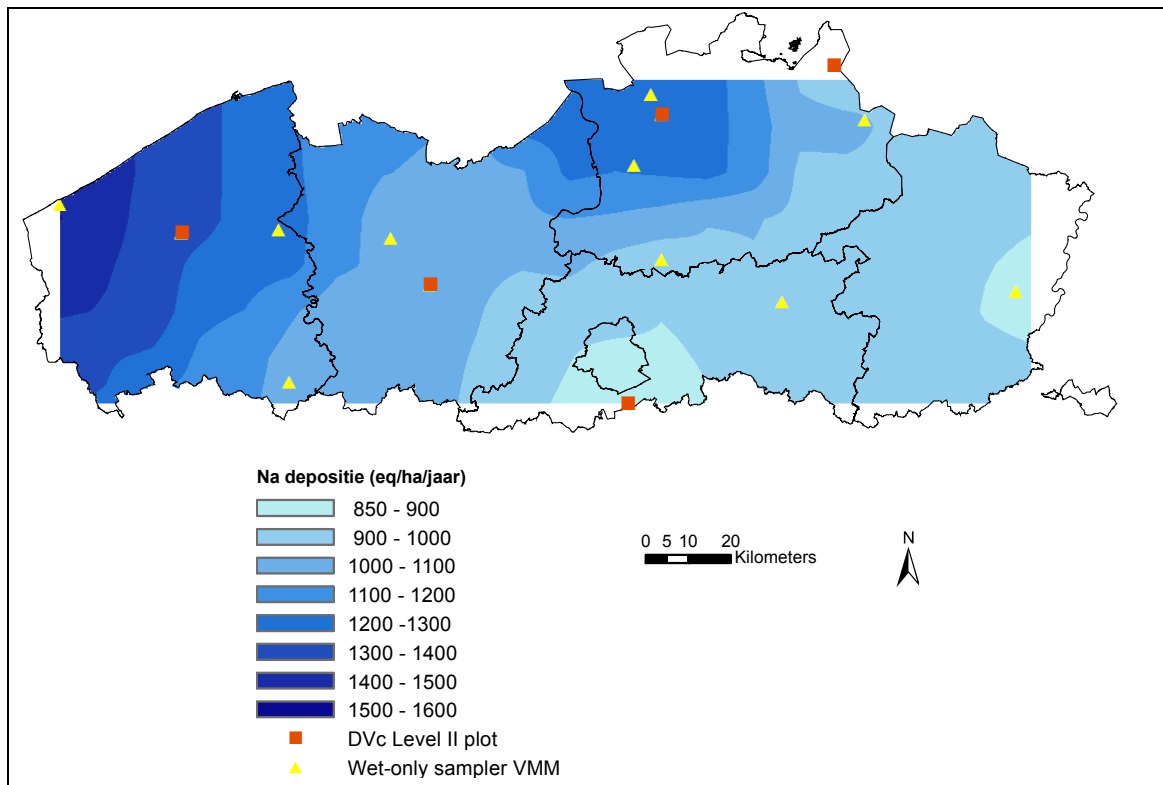 Na depositie (eq/ha/jaar)
850 - 900
900 - 1000
1000 - 1100
1100 - 1200
1200 -1300
1300 - 1400
1400 - 1500
1500 - 1600
DVc Level II plot
Wet-only sampler VMM
0 5 10 20
Kilometers
N